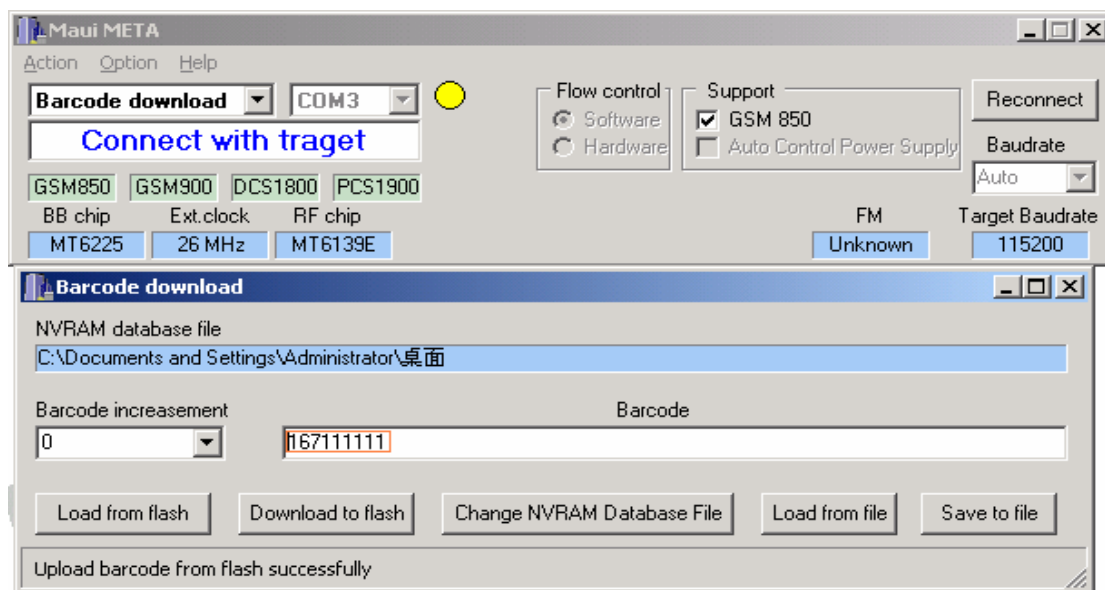 Maui META
Action Option Help
Barcode download COM3 Flow control Support Reconnect
Software GSM 850
Connect with traget Hardware Auto Control Power Supply Baudrate
Auto
GSM850 GSM900 DCS1800 PCS1900
BB chip Ext.clock RF chip FM Target Baudrate
MT6225 26 MHz MT6139E Unknown 115200
Barcode download
NVRAM database file
C:\Documents and Settings\Administrator\桌面
Barcode increasement Barcode
0 167111111
Load from flash Download to flash Change NVRAM Database File Load from file Save to file
Upload barcode from flash successfully